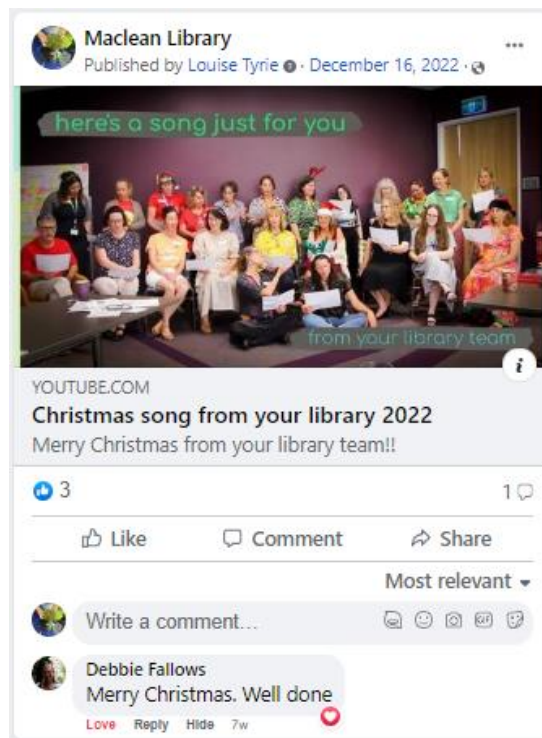 Maclean Library
Published by Louise Tyrie · December 16, 2022 ·
here's a song just for you
from your library team
YOUTUBE.COM
Christmas song from your library 2022
Merry Christmas from your library team!!
3
1
Like Comment Share
Most relevant
Write a comment...
GIF
Debbie Fallows
Merry Christmas. Well done
Love Reply Hide 7w